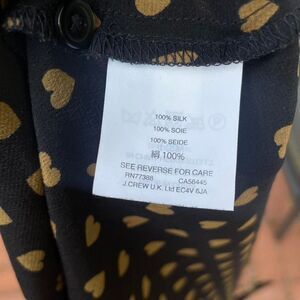 100% SILK
100% SOIE
100% SEIDE
絹 100%
SEE REVERSE FOR CARE
RN77388 CA56445
J.CREW U.K. Ltd EC4V 6JA